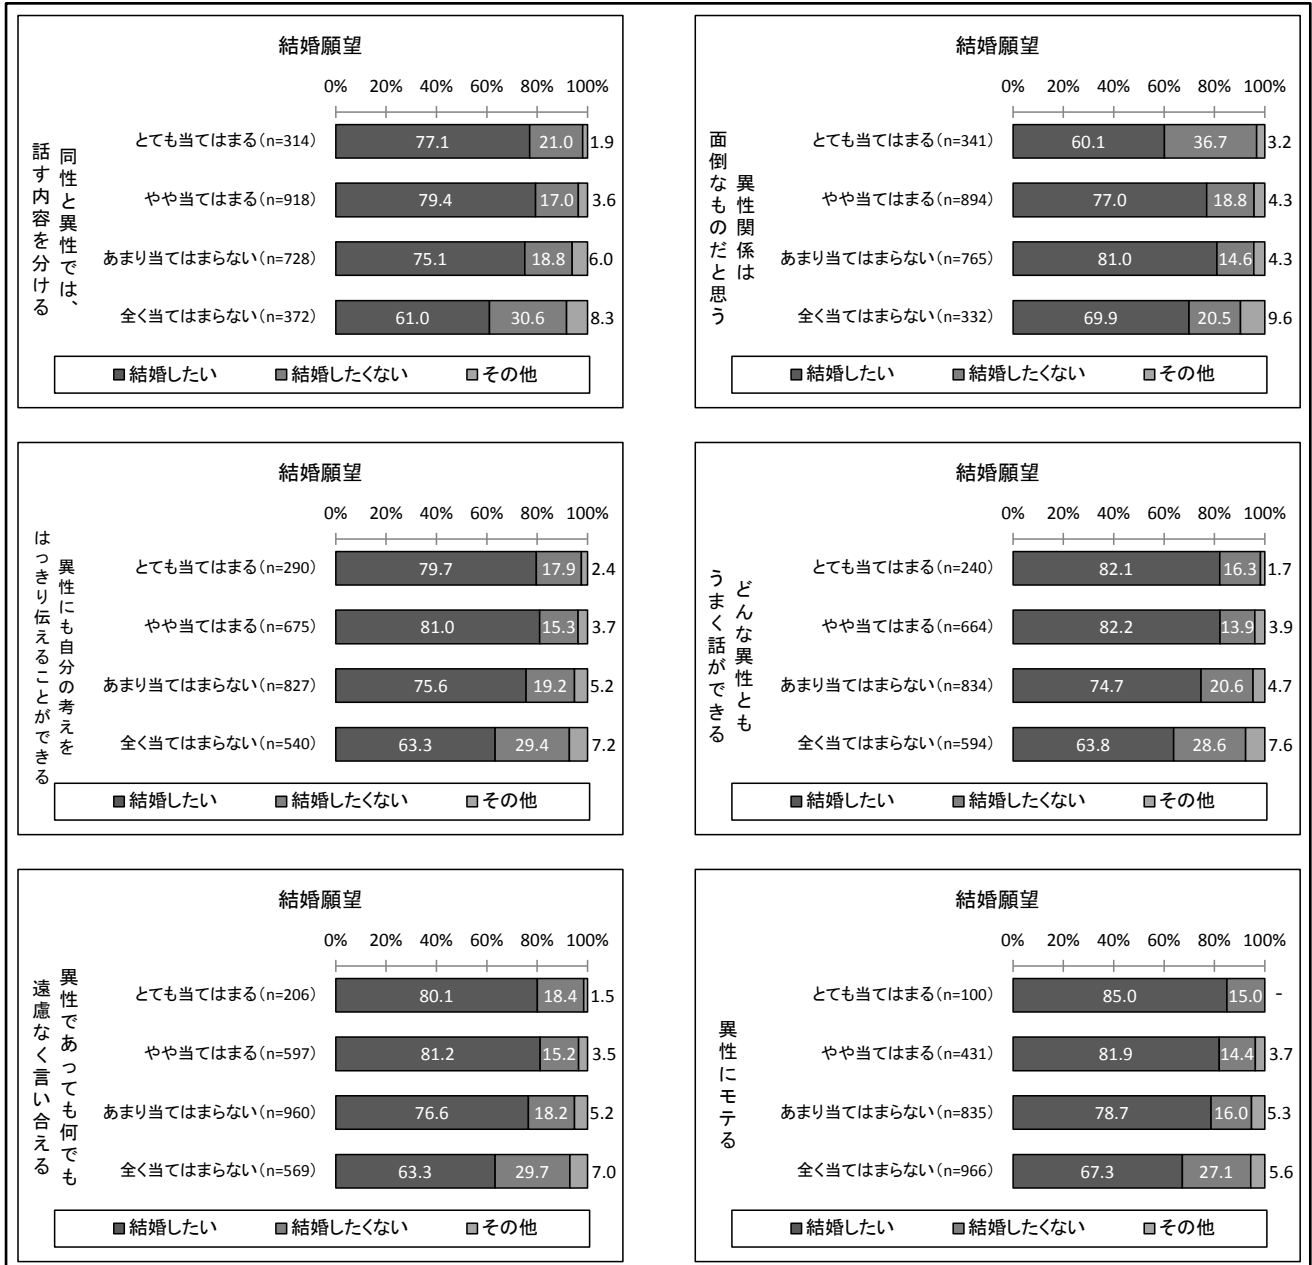 結婚願望
0% 20% 40% 60% 80% 100%
同性と異性では、
話す内容を分ける
とても当てはまる(n=314) 77.1 21.0 1.9
やや当てはまる(n=918) 79.4 17.0 3.6
あまり当てはまらない(n=728) 75.1 18.8 6.0
全く当てはまらない(n=372) 61.0 30.6 8.3
結婚したい 結婚したくない その他
結婚願望
0% 20% 40% 60% 80% 100%
異性関係は
面倒なものだと思う
とても当てはまる(n=341) 60.1 36.7 3.2
やや当てはまる(n=894) 77.0 18.8 4.3
あまり当てはまらない(n=765) 81.0 14.6 4.3
全く当てはまらない(n=332) 69.9 20.5 9.6
結婚したい 結婚したくない その他
結婚願望
0% 20% 40% 60% 80% 100%
異性にも自分の考えを
はっきり伝えることができる
とても当てはまる(n=290) 79.7 17.9 2.4
やや当てはまる(n=675) 81.0 15.3 3.7
あまり当てはまらない(n=827) 75.6 19.2 5.2
全く当てはまらない(n=540) 63.3 29.4 7.2
結婚したい 結婚したくない その他
結婚願望
0% 20% 40% 60% 80% 100%
どんな異性とも
うまく話ができる
とても当てはまる(n=240) 82.1 16.3 1.7
やや当てはまる(n=664) 82.2 13.9 3.9
あまり当てはまらない(n=834) 74.7 20.6 4.7
全く当てはまらない(n=594) 63.8 28.6 7.6
結婚したい 結婚したくない その他
結婚願望
0% 20% 40% 60% 80% 100%
異性であっても何でも
遠慮なく言い合える
とても当てはまる(n=206) 80.1 18.4 1.5
やや当てはまる(n=597) 81.2 15.2 3.5
あまり当てはまらない(n=960) 76.6 18.2 5.2
全く当てはまらない(n=569) 63.3 29.7 7.0
結婚したい 結婚したくない その他
結婚願望
0% 20% 40% 60% 80% 100%
異性にモテる
とても当てはまる(n=100) 85.0 15.0 -
やや当てはまる(n=431) 81.9 14.4 3.7
あまり当てはまらない(n=835) 78.7 16.0 5.3
全く当てはまらない(n=966) 67.3 27.1 5.6
結婚したい 結婚したくない その他